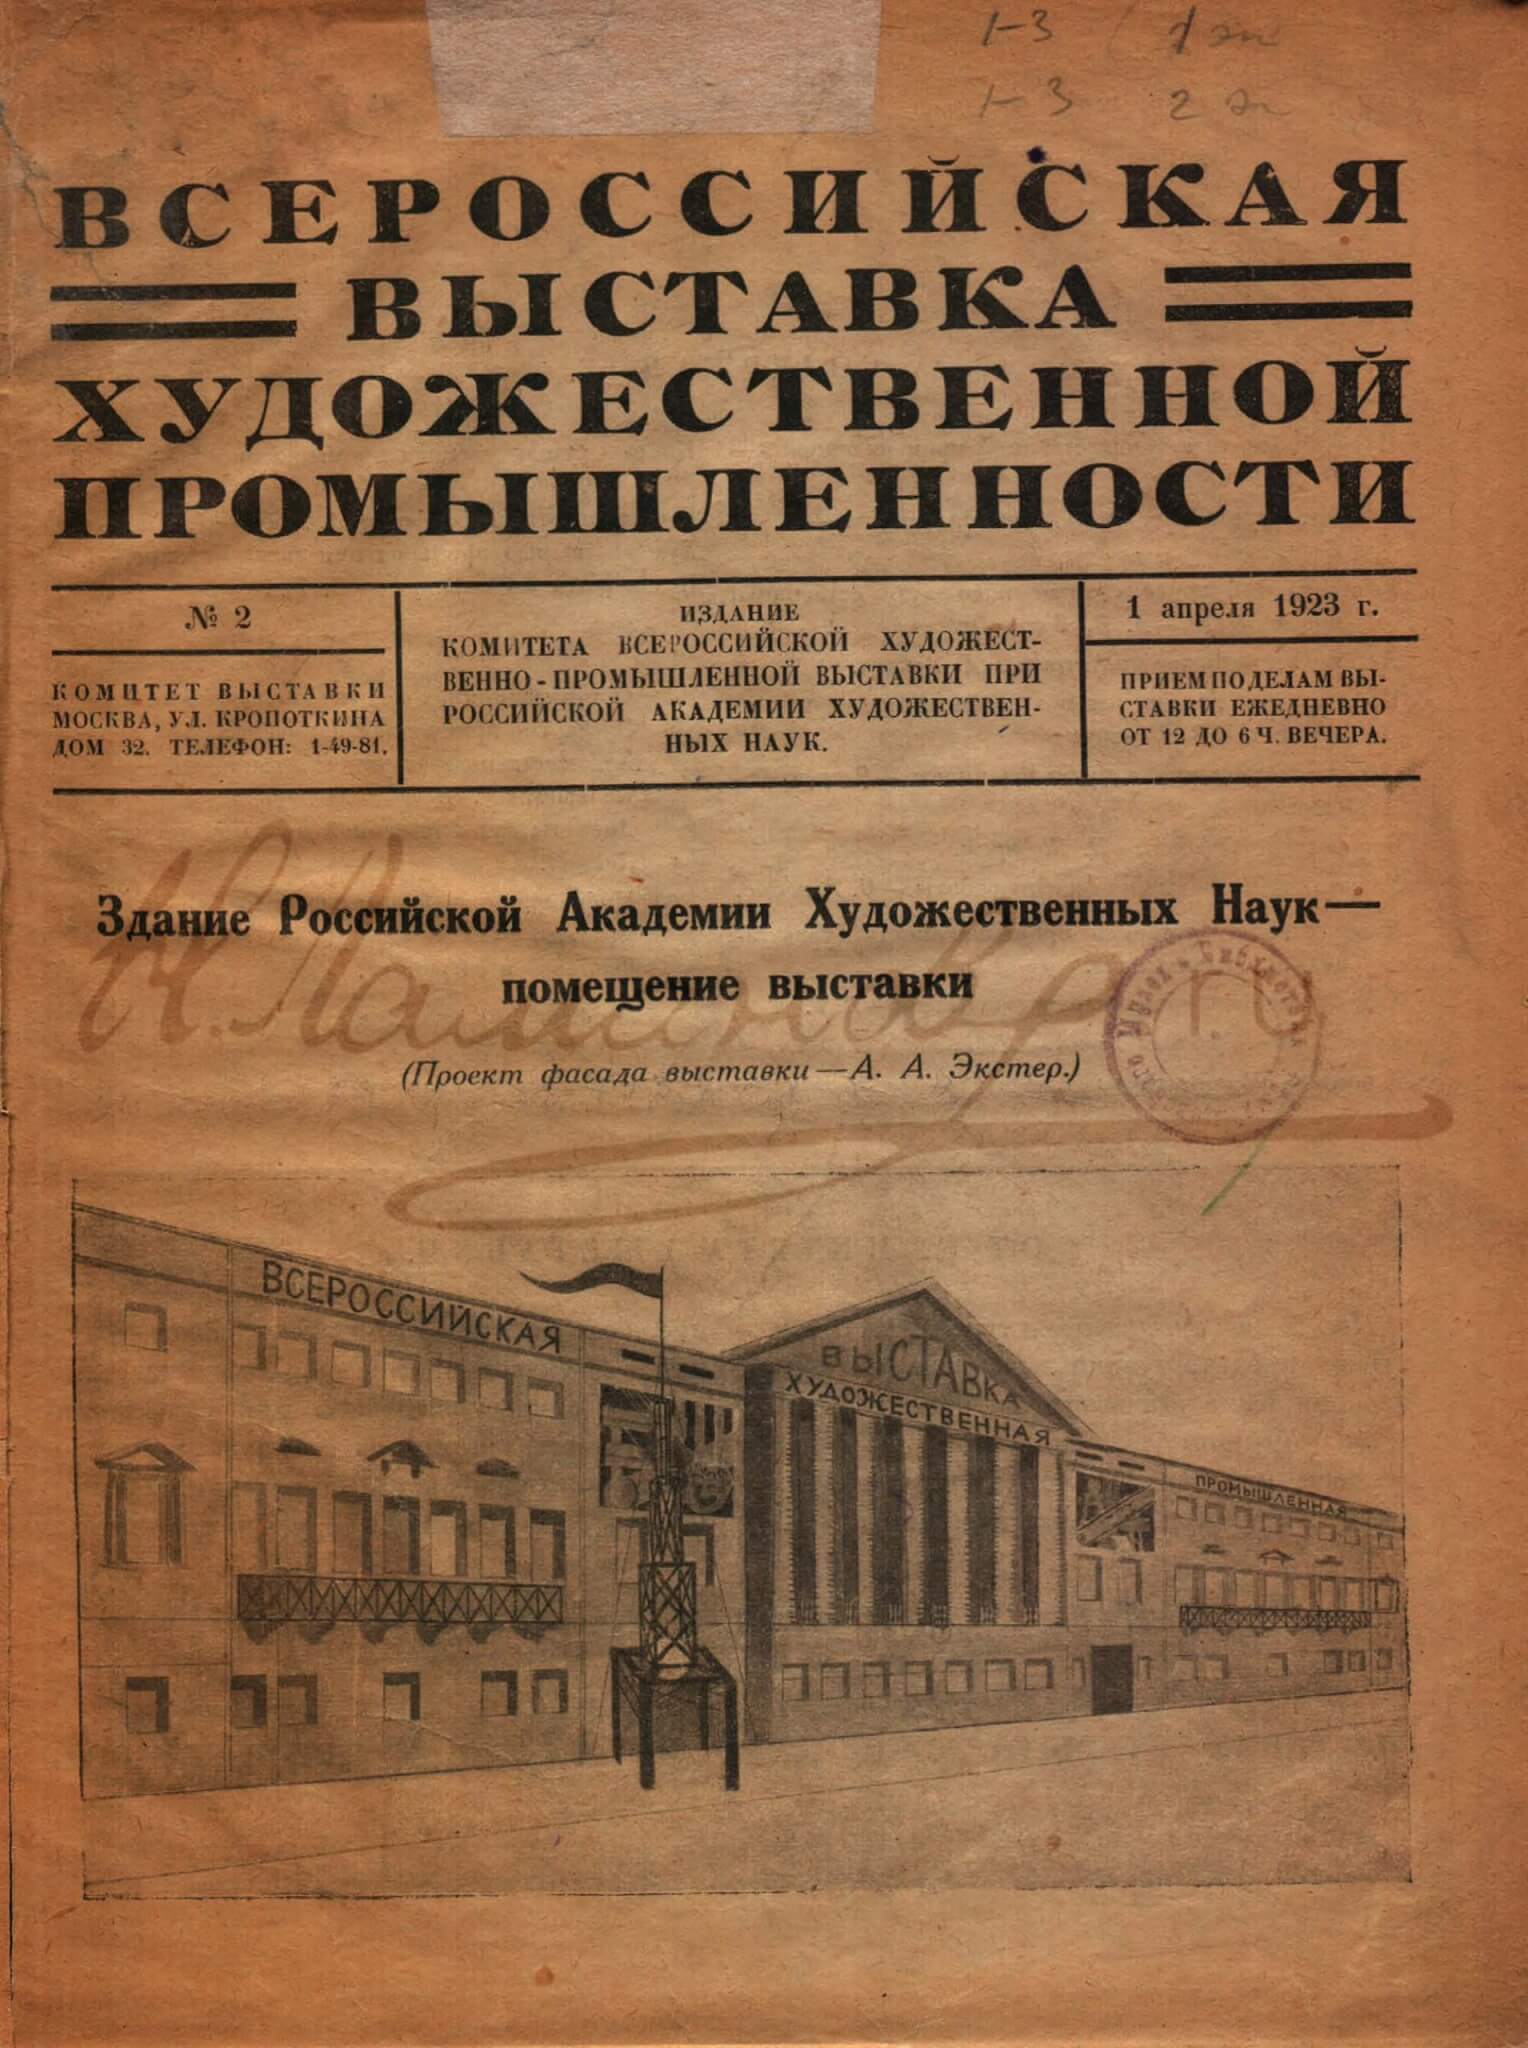 1-3 ( 1 эк
1-3 2 эк
ВСЕРОССИЙСКАЯ
ВЫСТАВКА
ХУДОЖЕСТВЕННОЙ
ПРОМЫШЛЕННОСТИ
№ 2
КОМИТЕТ ВЫСТАВКИ
МОСКВА, УЛ. КРОПОТКИНА
ДОМ 32. ТЕЛЕФОН: 1-49-81.
ИЗДАНИЕ
КОМИТЕТА ВСЕРОССИЙСКОЙ ХУДОЖЕСТ-
ВЕННО-ПРОМЫШЛЕННОЙ ВЫСТАВКИ ПРИ
РОССИЙСКОЙ АКАДЕМИИ ХУДОЖЕСТВЕН-
НЫХ НАУК.
1 апреля 1923 г.
ПРИЕМ ПО ДЕЛАМ ВЫ-
СТАВКИ ЕЖЕДНЕВНО
ОТ 12 ДО 6 Ч. ВЕЧЕРА.
Здание Российской Академии Художественных Наук—
помещение выставки
(Проект фасада выставки—А. А. Экстер.)
Н. Ламанова
ru
Библиотека
ВСЕРОССИЙСКАЯ
ВЫСТАВКА
ХУДОЖЕСТВЕННАЯ
ПРОМЫШЛЕННАЯ